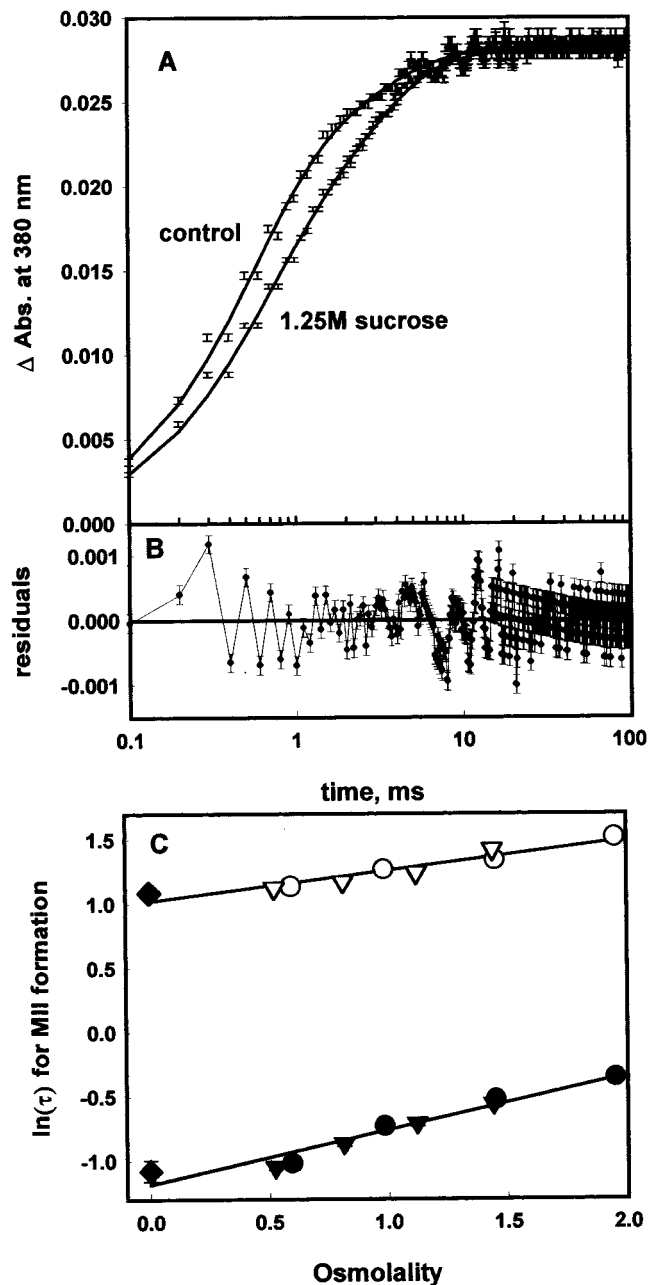 A
0.030
0.025
0.020
0.015
0.010
0.005
0.000
Δ Abs. at 380 nm
control
1.25M sucrose
B
0.001
0.000
-0.001
residuals
0.1
1
10
100
time, ms
C
1.5
1.0
0.5
0.0
-0.5
-1.0
ln(τ) for MII formation
0.0
0.5
1.0
1.5
2.0
Osmolality